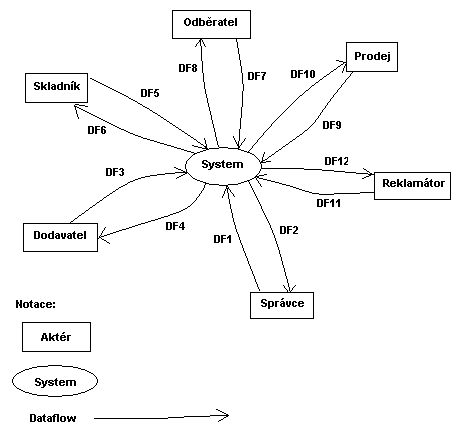 Odběratel
Prodej
DF8
DF7
DF10
Skladník
DF5
DF6
DF9
System
DF12
DF3
Reklamátor
DF11
DF4
Dodavatel
DF1
DF2
Správce
Notace:
Aktér
System
Dataflow